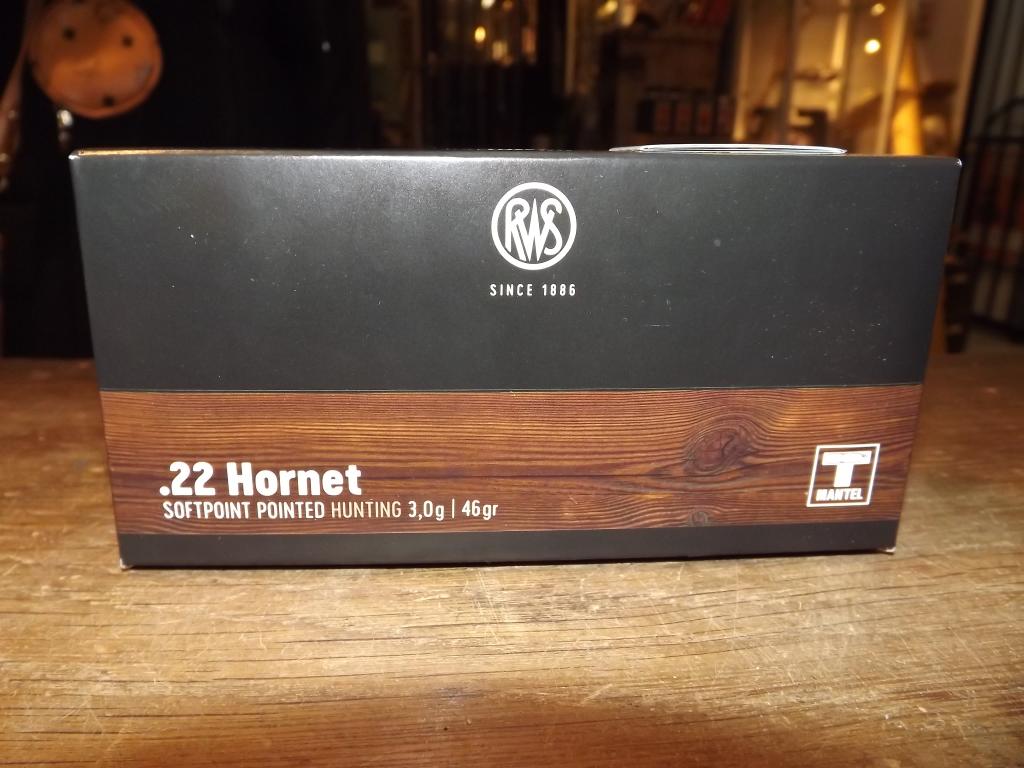 RWS
SINCE 1886
.22 Hornet
SOFTPOINT POINTED HUNTING 3,0g | 46gr
T
MANTEL